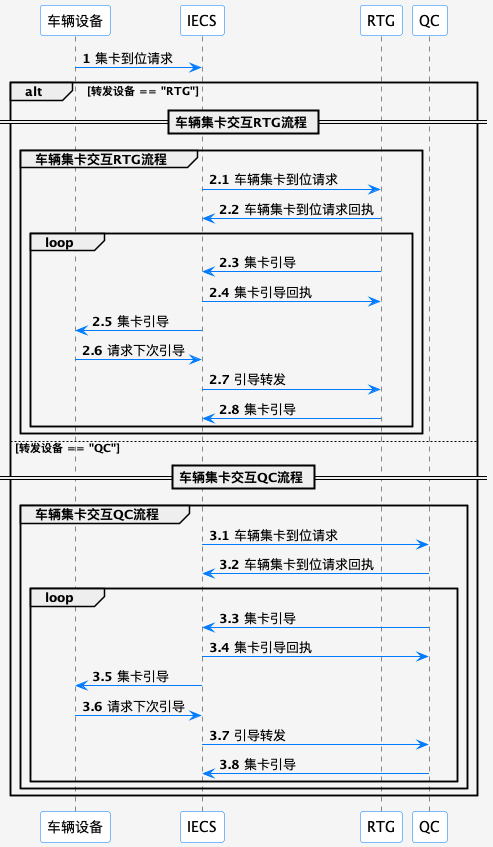 车辆设备 IECS RTG QC
1 集卡到位请求
alt [转发设备 == "RTG"]
车辆集卡交互RTG流程
车辆集卡交互RTG流程
2.1 车辆集卡到位请求
2.2 车辆集卡到位请求回执
loop
2.3 集卡引导
2.4 集卡引导回执
2.5 集卡引导
2.6 请求下次引导
2.7 引导转发
2.8 集卡引导
[转发设备 == "QC"]
车辆集卡交互QC流程
车辆集卡交互QC流程
3.1 车辆集卡到位请求
3.2 车辆集卡到位请求回执
loop
3.3 集卡引导
3.4 集卡引导回执
3.5 集卡引导
3.6 请求下次引导
3.7 引导转发
3.8 集卡引导
车辆设备 IECS RTG QC